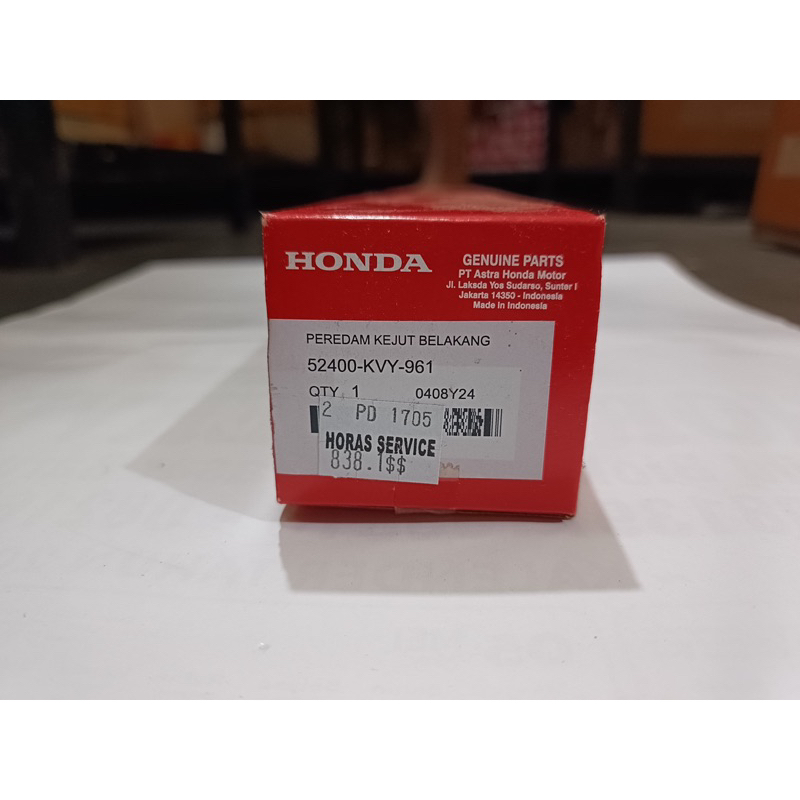 HONDA
GENUINE PARTS
PT Astra Honda Motor
Jl. Laksda Yos Sudarso, Sunter I
Jakarta 14350 - Indonesia
Made in Indonesia
PEREDAM KEJUT BELAKANG
52400-KVY-961
QTY 1 0408Y24
2 PD 1705
HORAS SERVICE
838.1$$